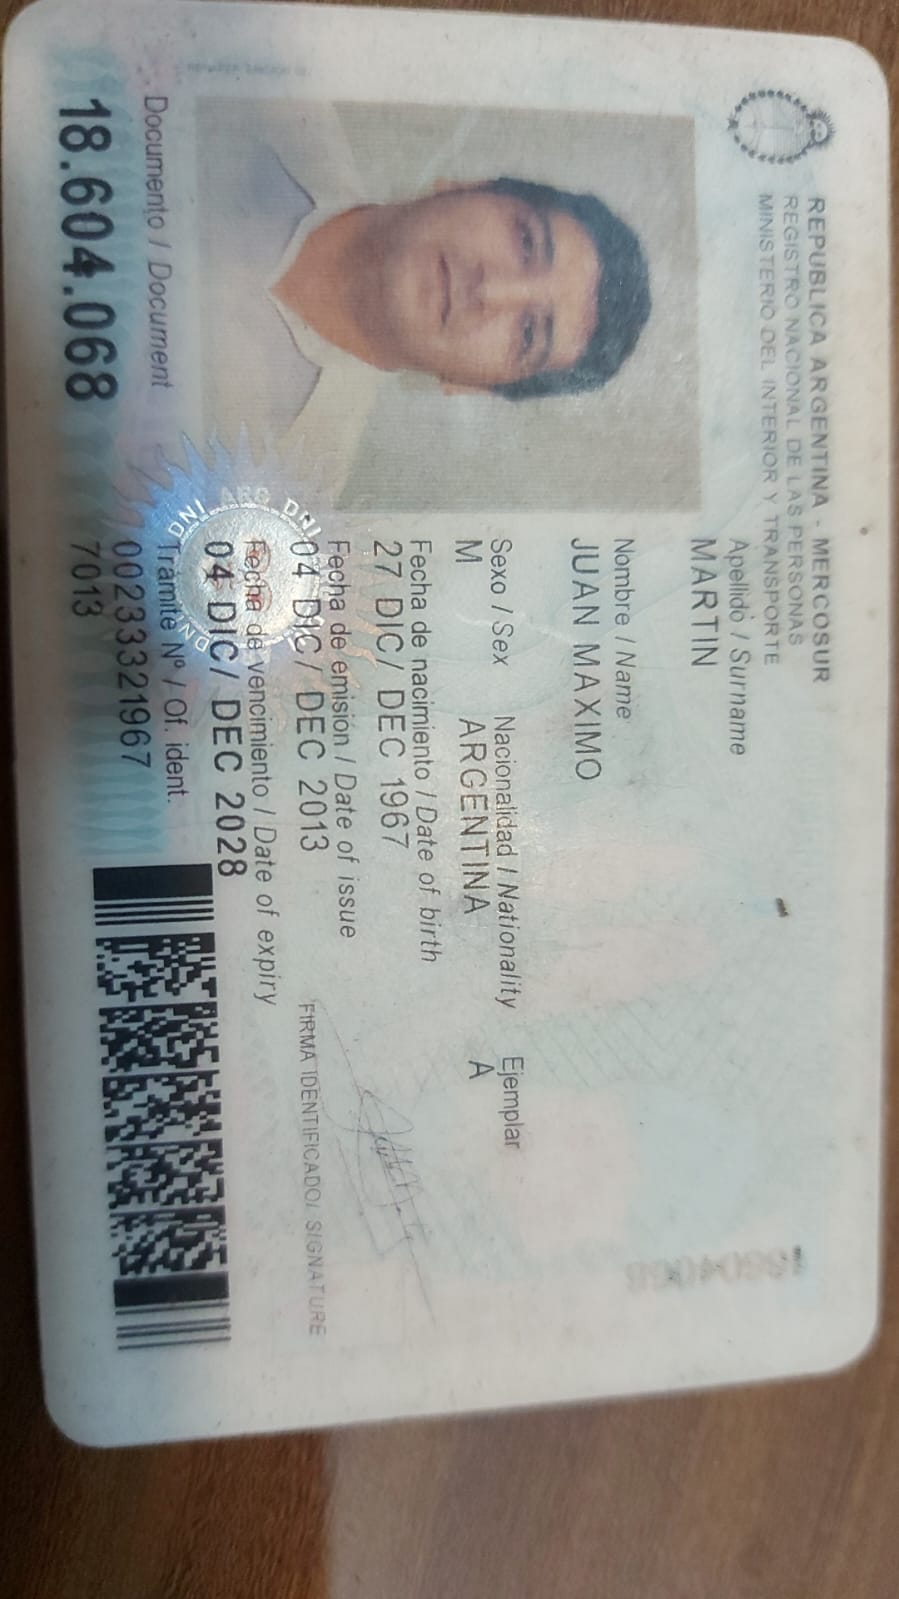 REPUBLICA ARGENTINA - MERCOSUR
REGISTRO NACIONAL DE LAS PERSONAS
MINISTERIO DEL INTERIOR Y TRANSPORTE
Apellido / Surname
MARTIN
Nombre / Name
JUAN MAXIMO
Sexo / Sex Nacionalidad / Nationality Ejemplar
M ARGENTINA A
Fecha de nacimiento / Date of birth
27 DIC/ DEC 1967
Fecha de emisión / Date of issue
04 DIC/ DEC 2013
Fecha de vencimiento / Date of expiry
04 DIC/ DEC 2028
FIRMA IDENTIFICADO/ SIGNATURE
Documento / Document
18.604.068
Trámite Nº / Of. ident.
00233321967
7013
DNI ARG DNI